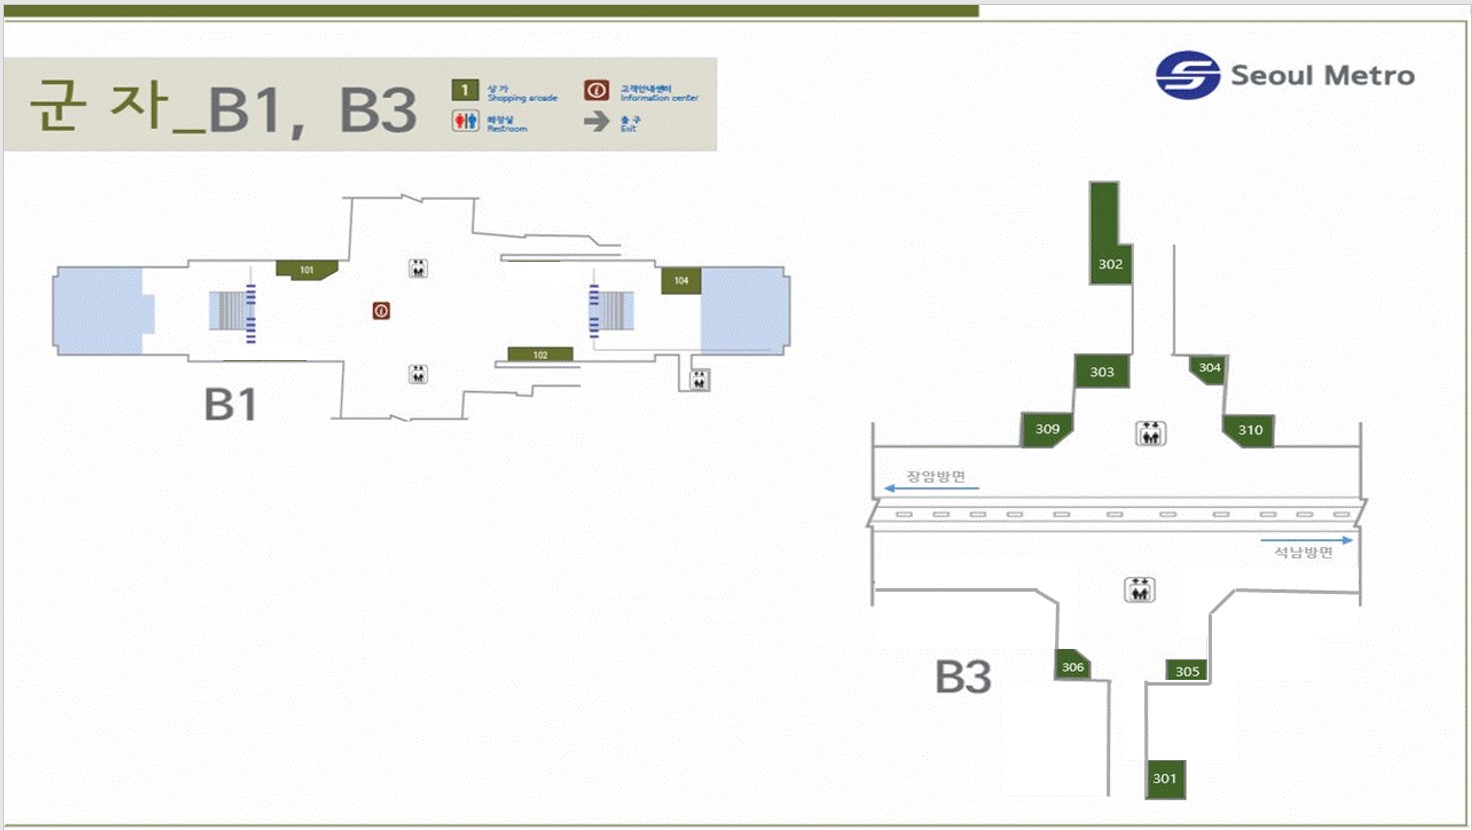 군 자_B1, B3
1
상 가
Shopping arcade
고객안내센터
Information center
화장실
Restroom
출 구
Exit
Seoul Metro
101
104
102
B1
302
303
304
309
310
장암방면
석남방면
306
305
B3
301